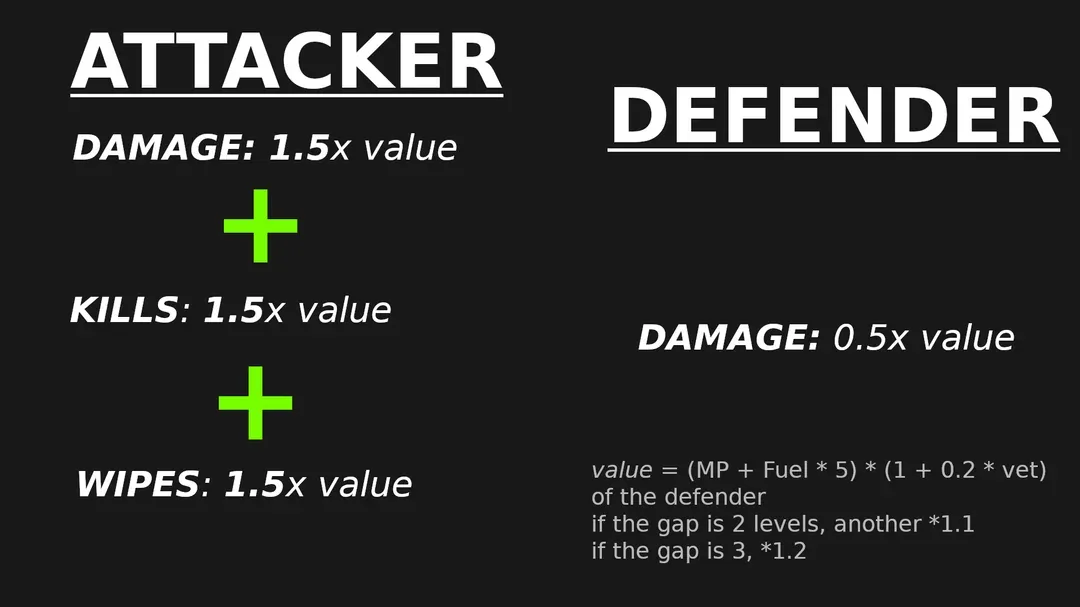 ATTACKER
DAMAGE: 1.5x value
+
KILLS: 1.5x value
+
WIPES: 1.5x value
DEFENDER
DAMAGE: 0.5x value
value = (MP + Fuel * 5) * (1 + 0.2 * vet)
of the defender
if the gap is 2 levels, another *1.1
if the gap is 3, *1.2